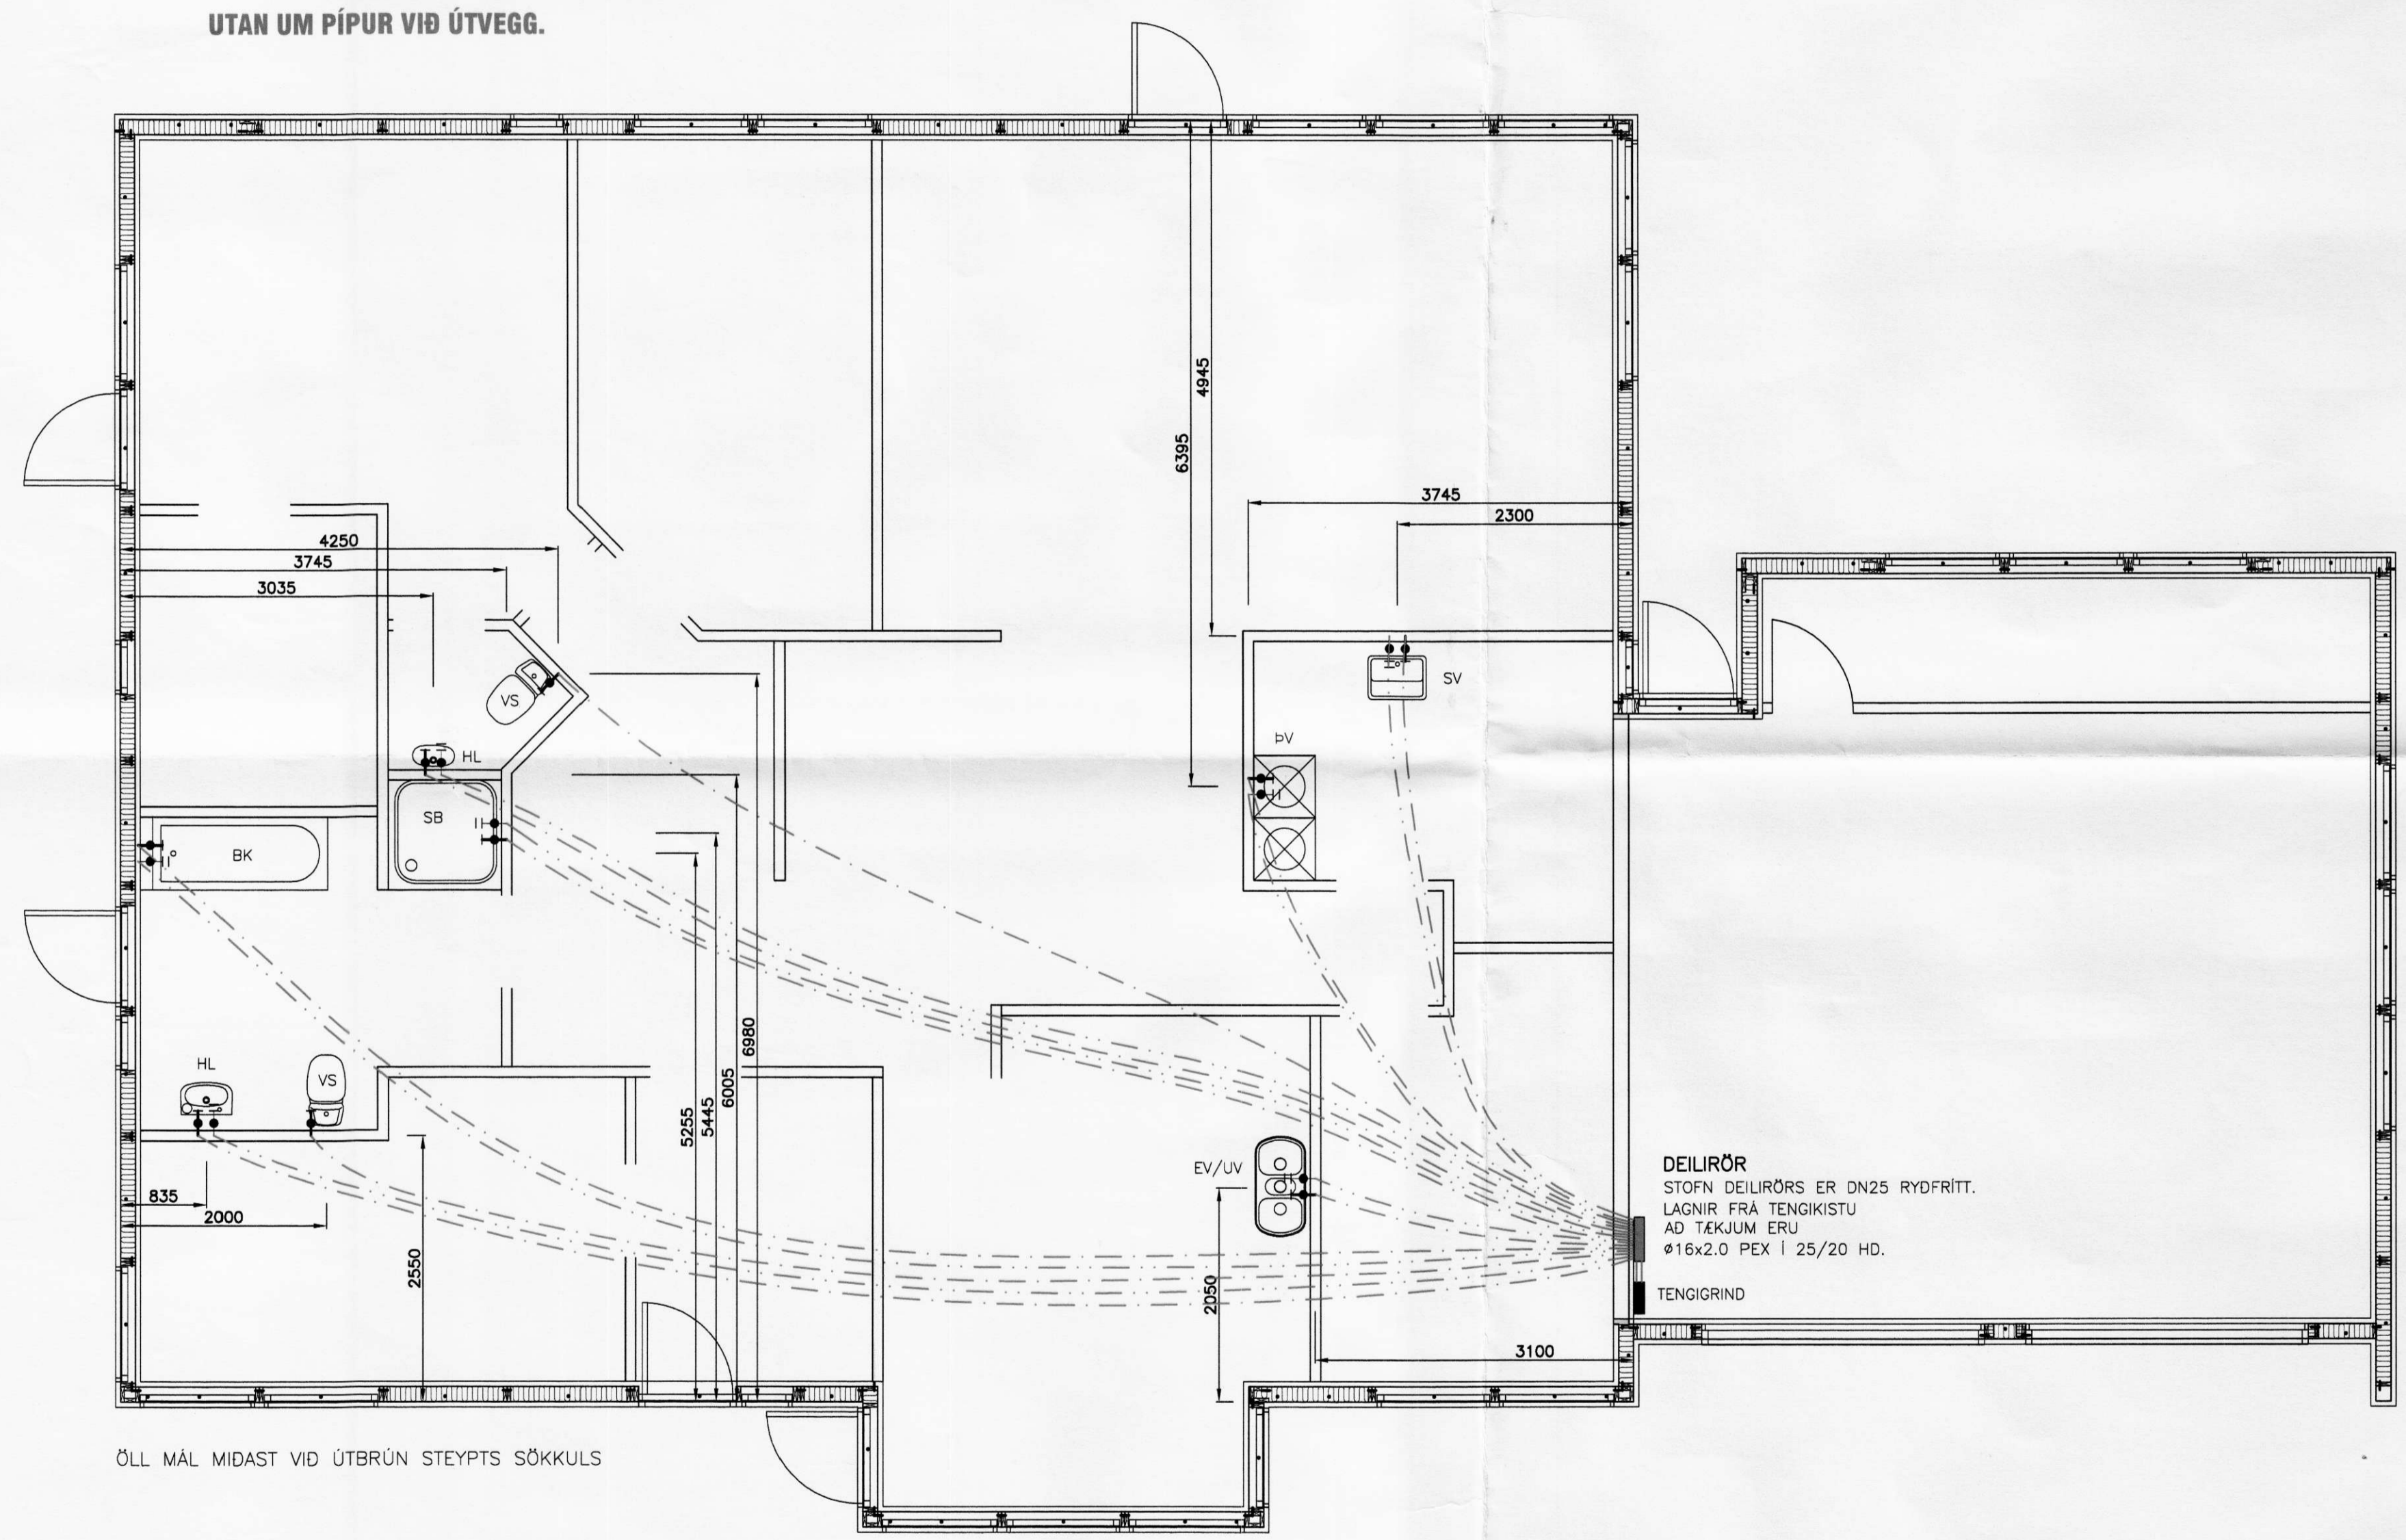 UTAN UM PÍPUR VIÐ ÚTVEGG.
4945
6395
3745
2300
4250
3745
3035
VS
HL
SB
BK
SV
ÞV
6980
6005
5445
5255
HL
VS
835
2000
2550
EV/UV
2050
3100
DEILIRÖR
STOFN DEILIRÖRS ER DN25 RYÐFRÍTT.
LAGNIR FRÁ TENGIKISTU
AÐ TÆKJUM ERU
Ø16x2.0 PEX Í 25/20 HD.
TENGIGRIND
ÖLL MÁL MIÐAST VIÐ ÚTBRÚN STEYPTS SÖKKULS